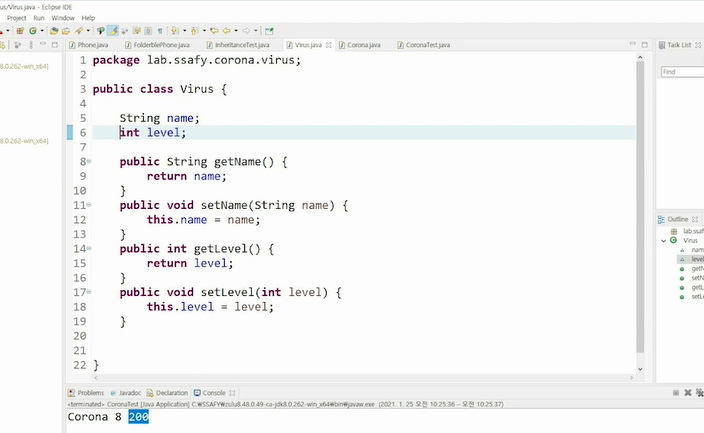 us/Virus.java - Eclipse IDE
Project Run Window Help
Phone.java FolderblePhone.java InheritanceTest.java Virus.java Corona.java CoronaTest.java
Task List
8.0.262-win_x64]
Find
8.0.262-win_x64]
1 package lab.ssafy.corona.virus;
2
3 public class Virus {
4
5 String name;
6 int level;
7
8 public String getName() {
9 return name;
10 }
11 public void setName(String name) {
12 this.name = name;
13 }
14 public int getLevel() {
15 return level;
16 }
17 public void setLevel(int level) {
18 this.level = level;
19 }
20
21
22 }
Outline
lab.ssafy
Virus
nam
level
getN
setN
getL
setLe
Problems Javadoc Declaration Console
<terminated> CoronaTest [Java Application] C:₩SSAFY₩zulu8.48.0.49-ca-jdk8.0.262-win_x64₩bin₩javaw.exe (2021. 1. 25 오전 10:25:36 – 오전 10:25:37)
Corona 8 200